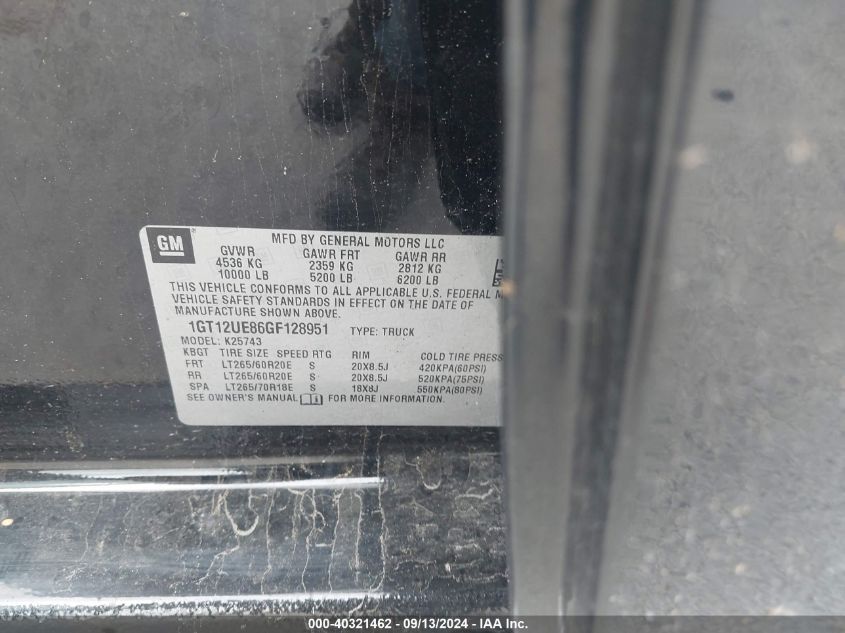 GM
MFD BY GENERAL MOTORS LLC
GVWR GAWR FRT GAWR RR
4536 KG 2359 KG 2812 KG
10000 LB 5200 LB 6200 LB
THIS VEHICLE CONFORMS TO ALL APPLICABLE U.S. FEDERAL M
VEHICLE SAFETY STANDARDS IN EFFECT ON THE DATE OF
MANUFACTURE SHOWN ABOVE.
1GT12UE86GF128951 TYPE: TRUCK
MODEL: K25743
KBGT TIRE SIZE SPEED RTG RIM COLD TIRE PRESS
FRT LT265/60R20E S 20X8.5J 420KPA(60PSI)
RR LT265/60R20E S 20X8.5J 520KPA(75PSI)
SPA LT265/70R18E S 18X8J 550KPA(80PSI)
SEE OWNER'S MANUAL FOR MORE INFORMATION.
000-40321462 - 09/13/2024 - IAA Inc.